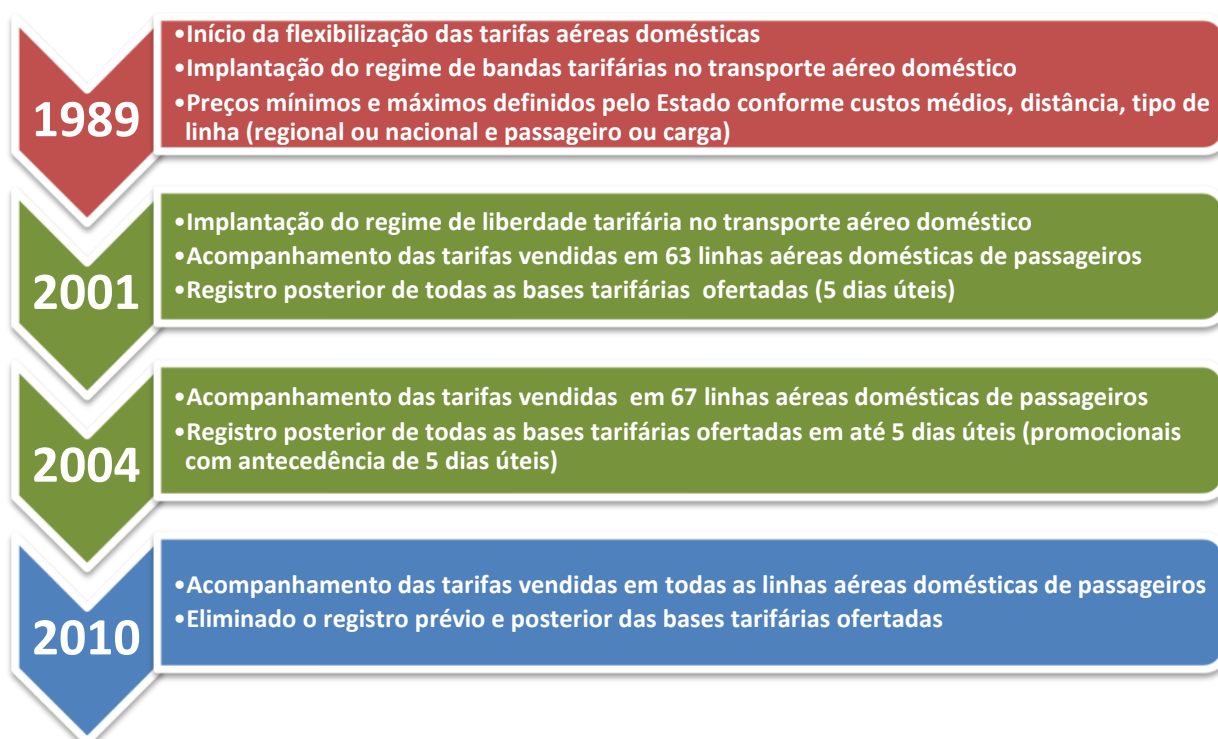 1989
•Início da flexibilização das tarifas aéreas domésticas
•Implantação do regime de bandas tarifárias no transporte aéreo doméstico
•Preços mínimos e máximos definidos pelo Estado conforme custos médios, distância, tipo de
linha (regional ou nacional e passageiro ou carga)
2001
•Implantação do regime de liberdade tarifária no transporte aéreo doméstico
•Acompanhamento das tarifas vendidas em 63 linhas aéreas domésticas de passageiros
•Registro posterior de todas as bases tarifárias ofertadas (5 dias úteis)
2004
•Acompanhamento das tarifas vendidas em 67 linhas aéreas domésticas de passageiros
•Registro posterior de todas as bases tarifárias ofertadas em até 5 dias úteis (promocionais
com antecedência de 5 dias úteis)
2010
•Acompanhamento das tarifas vendidas em todas as linhas aéreas domésticas de passageiros
•Eliminado o registro prévio e posterior das bases tarifárias ofertadas